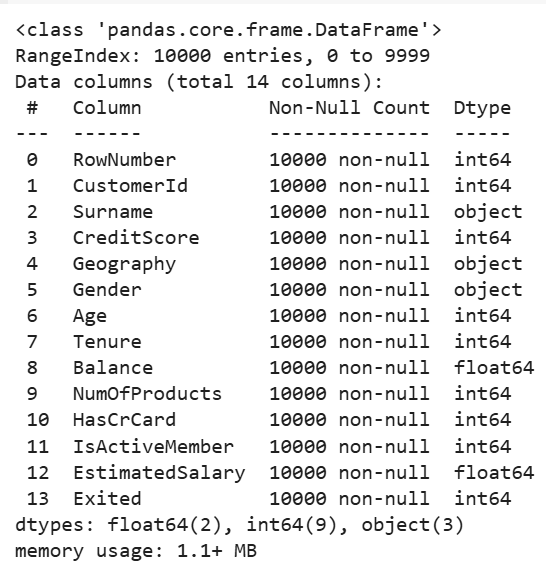 <class 'pandas.core.frame.DataFrame'>
RangeIndex: 10000 entries, 0 to 9999
Data columns (total 14 columns):
 #   Column           Non-Null Count  Dtype
---  ------           --------------  -----
 0   RowNumber        10000 non-null  int64
 1   CustomerId       10000 non-null  int64
 2   Surname          10000 non-null  object
 3   CreditScore      10000 non-null  int64
 4   Geography        10000 non-null  object
 5   Gender           10000 non-null  object
 6   Age              10000 non-null  int64
 7   Tenure           10000 non-null  int64
 8   Balance          10000 non-null  float64
 9   NumOfProducts    10000 non-null  int64
 10  HasCrCard        10000 non-null  int64
 11  IsActiveMember   10000 non-null  int64
 12  EstimatedSalary  10000 non-null  float64
 13  Exited           10000 non-null  int64
dtypes: float64(2), int64(9), object(3)
memory usage: 1.1+ MB